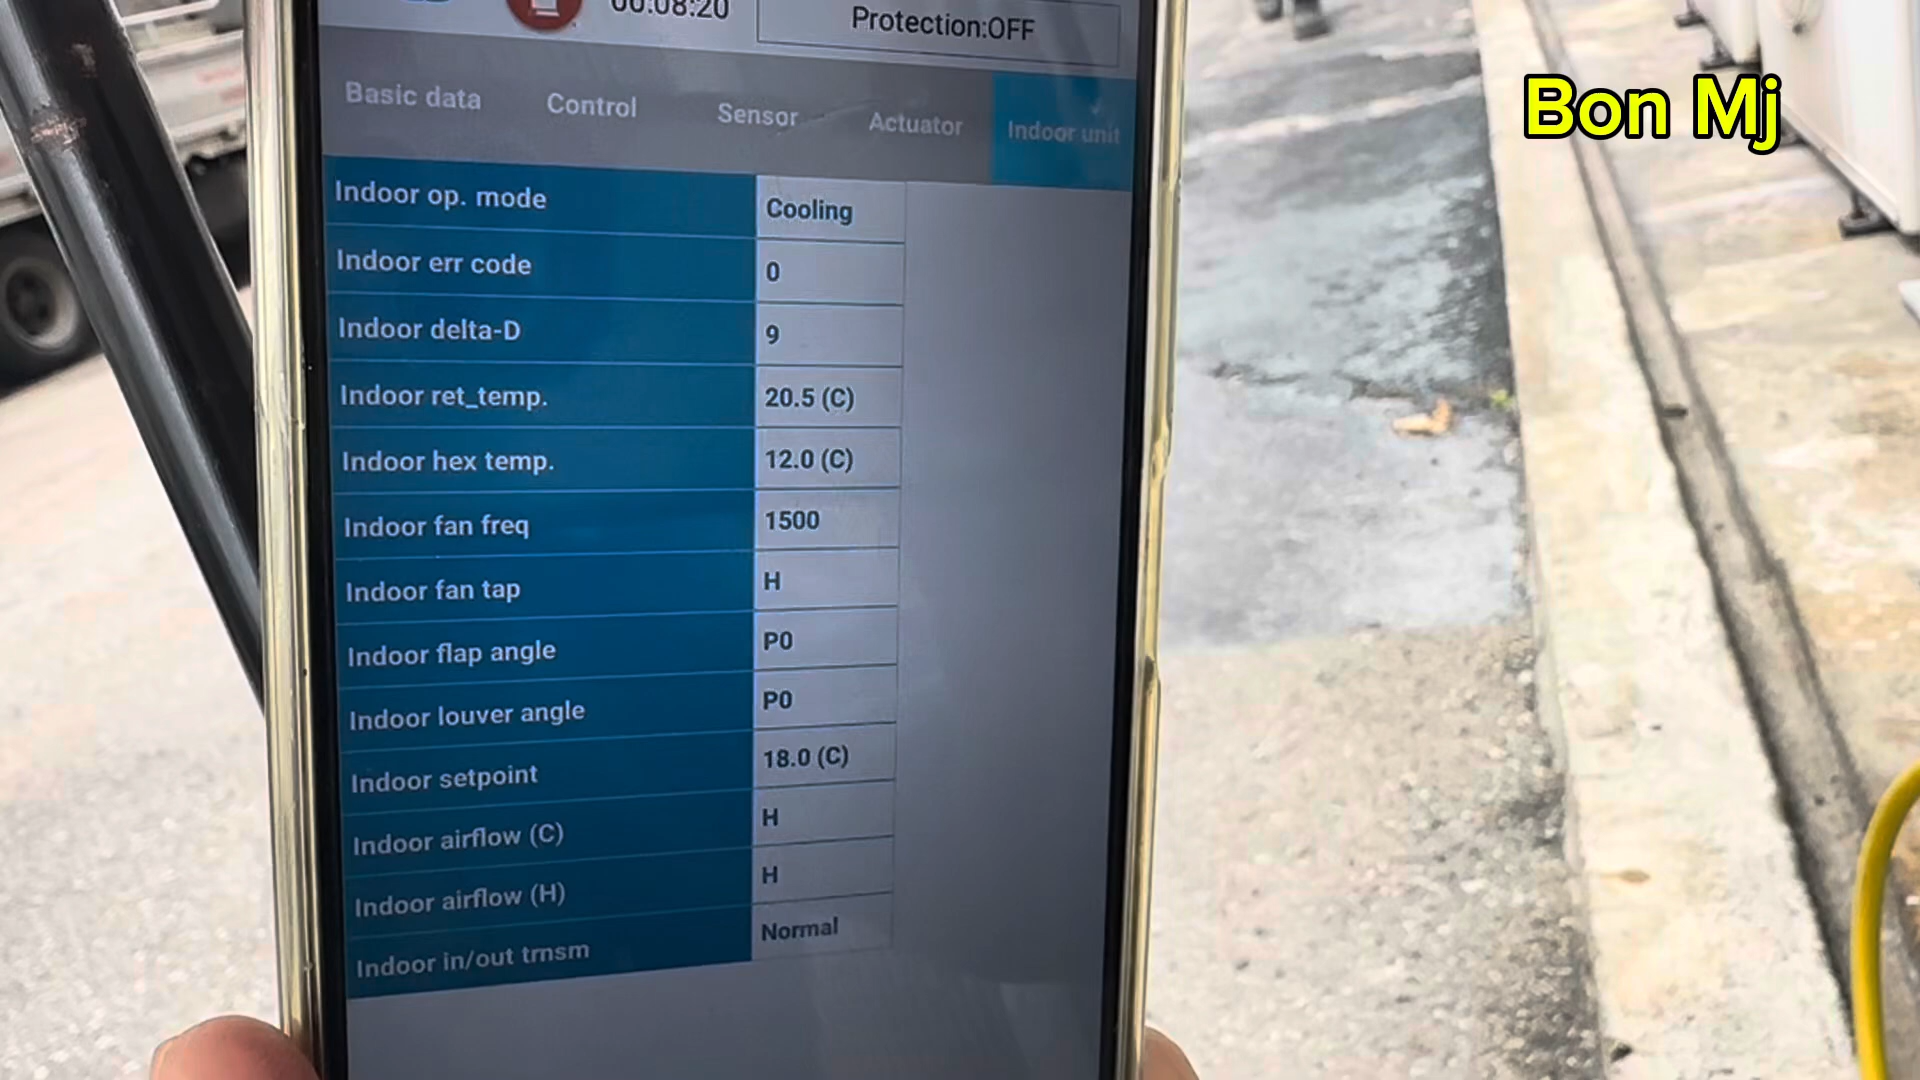 00:08:20
Protection:OFF
Bon Mj
Basic data Control Sensor Actuator Indoor unit
Indoor op. mode Cooling
Indoor err code 0
Indoor delta-D 9
Indoor ret_temp. 20.5 (C)
Indoor hex temp. 12.0 (C)
Indoor fan freq 1500
Indoor fan tap H
Indoor flap angle P0
Indoor louver angle P0
Indoor setpoint 18.0 (C)
Indoor airflow (C) H
Indoor airflow (H) H
Indoor in/out trnsm Normal